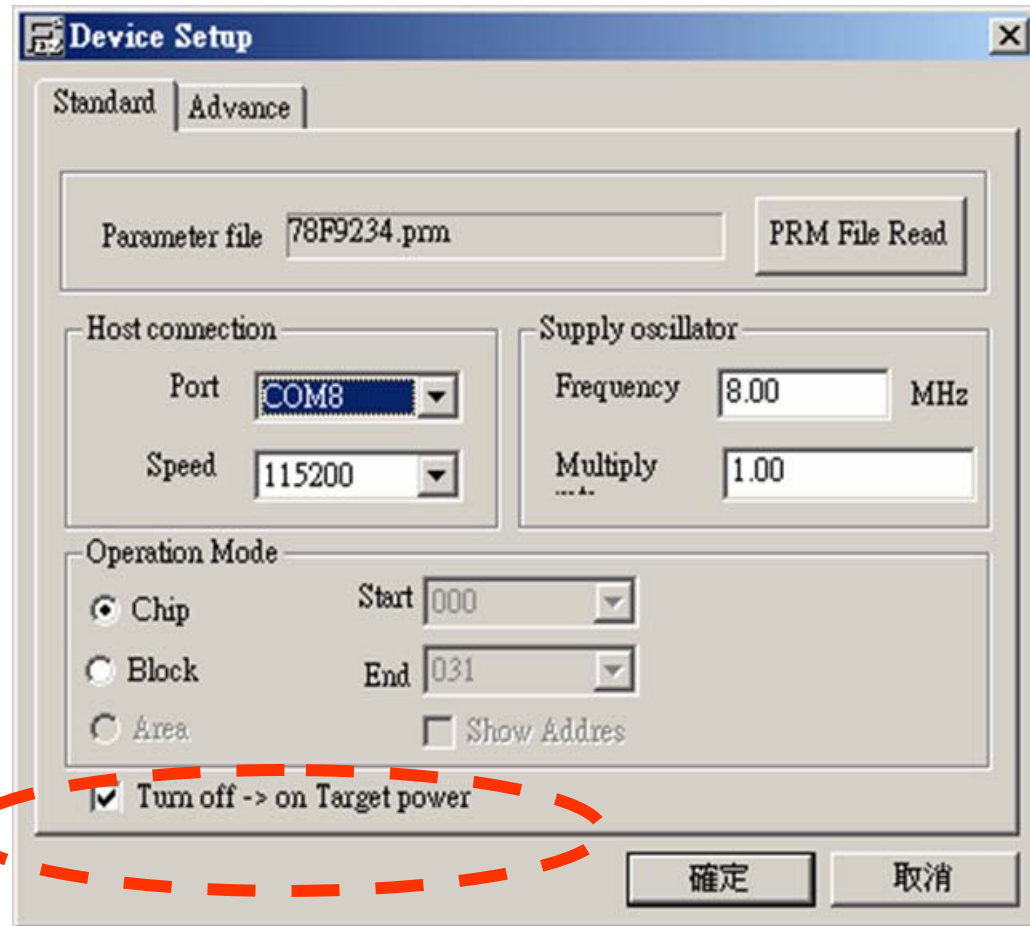 Device Setup
Standard Advance
Parameter file 78F9234.prm PRM File Read
Host connection
Port COM8
Speed 115200
Supply oscillator
Frequency 8.00 MHz
Multiply 1.00
Operation Mode
Chip Start 000
Block End 031
Area Show Addres
Turn off -> on Target power
確定 取消